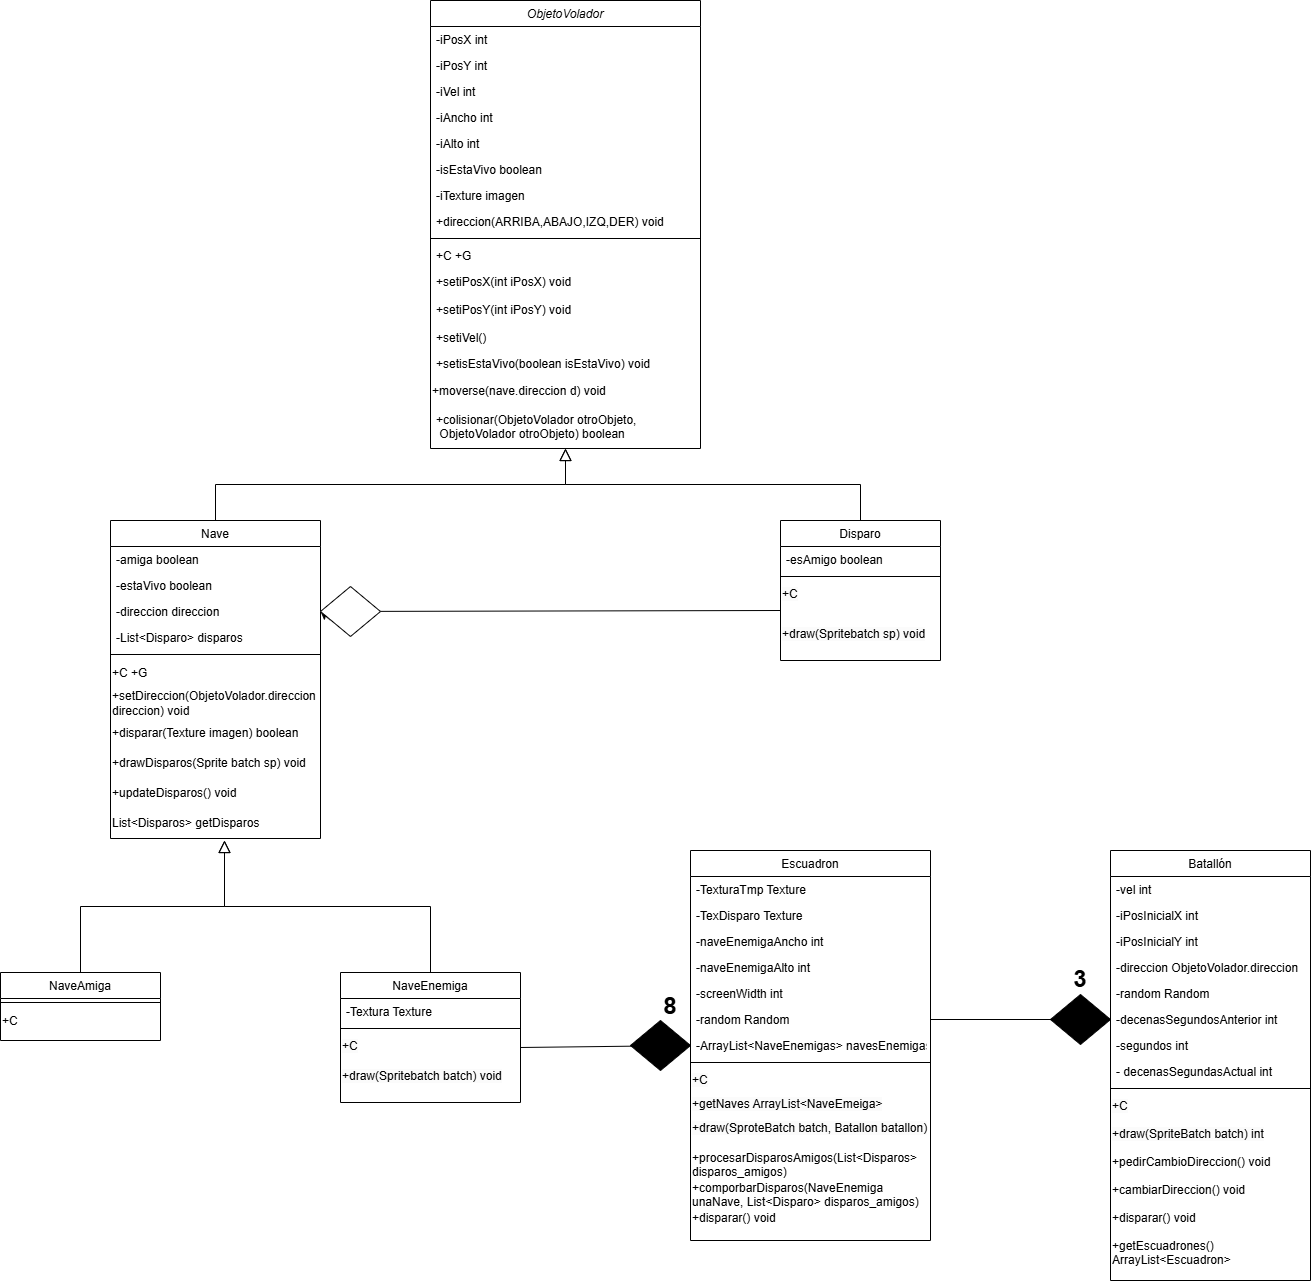 ObjetoVolador
-iPosX int
-iPosY int
-iVel int
-iAncho int
-iAlto int
-isEstaVivo boolean
-iTexture imagen
+direccion(ARRIBA,ABAJO,IZQ,DER) void
+C +G
+setiPosX(int iPosX) void
+setiPosY(int iPosY) void
+setiVel()
+setisEstaVivo(boolean isEstaVivo) void
+moverse(nave.direccion d) void
+colisionar(ObjetoVolador otroObjeto,
ObjetoVolador otroObjeto) boolean
Nave
-amiga boolean
-estaVivo boolean
-direccion direccion
-List<Disparo> disparos
+C +G
+setDireccion(ObjetoVolador.direccion
direccion) void
+disparar(Texture imagen) boolean
+drawDisparos(Sprite batch sp) void
+updateDisparos() void
List<Disparos> getDisparos
Disparo
-esAmigo boolean
+C
+draw(Spritebatch sp) void
NaveAmiga
+C
NaveEnemiga
-Textura Texture
+C
+draw(Spritebatch batch) void
8
Escuadron
-TexturaTmp Texture
-TexDisparo Texture
-naveEnemigaAncho int
-naveEnemigaAlto int
-screenWidth int
-random Random
-ArrayList<NaveEnemigas> navesEnemigas
+C
+getNaves ArrayList<NaveEmeiga>
+draw(SproteBatch batch, Batallon batallon)
+procesarDisparosAmigos(List<Disparos>
disparos_amigos)
+comporbarDisparos(NaveEnemiga
unaNave, List<Disparo> disparos_amigos)
+disparar() void
3
Batallón
-vel int
-iPosInicialX int
-iPosInicialY int
-direccion ObjetoVolador.direccion
-random Random
-decenasSegundosAnterior int
-segundos int
- decenasSegundasActual int
+C
+draw(SpriteBatch batch) int
+pedirCambioDireccion() void
+cambiarDireccion() void
+disparar() void
+getEscuadrones()
ArrayList<Escuadron>